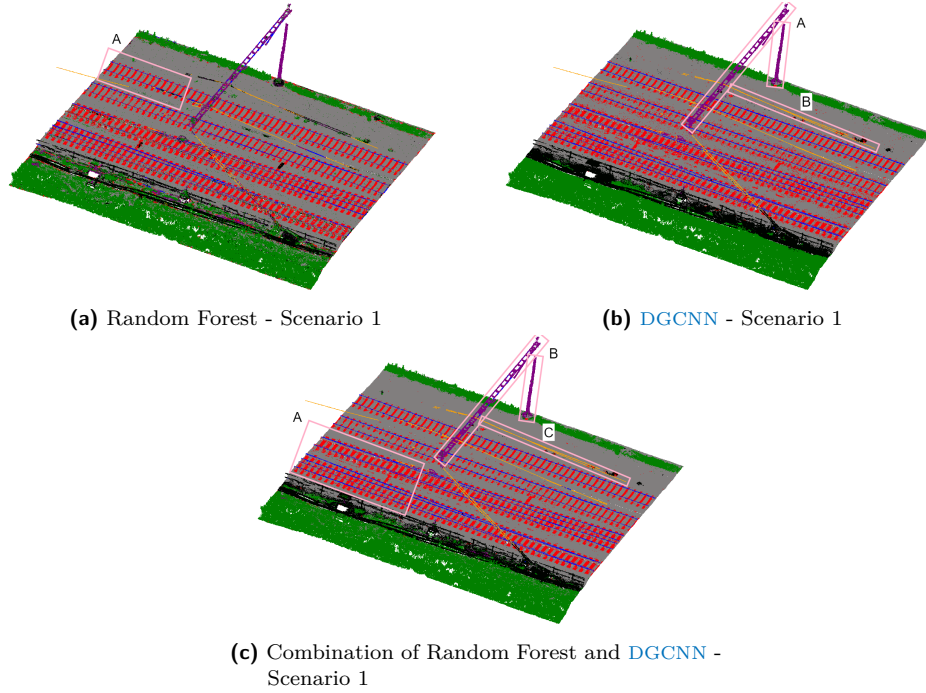 A
A
B
(a) Random Forest - Scenario 1
(b) DGCNN - Scenario 1
B
A
C
(c) Combination of Random Forest and DGCNN -
Scenario 1